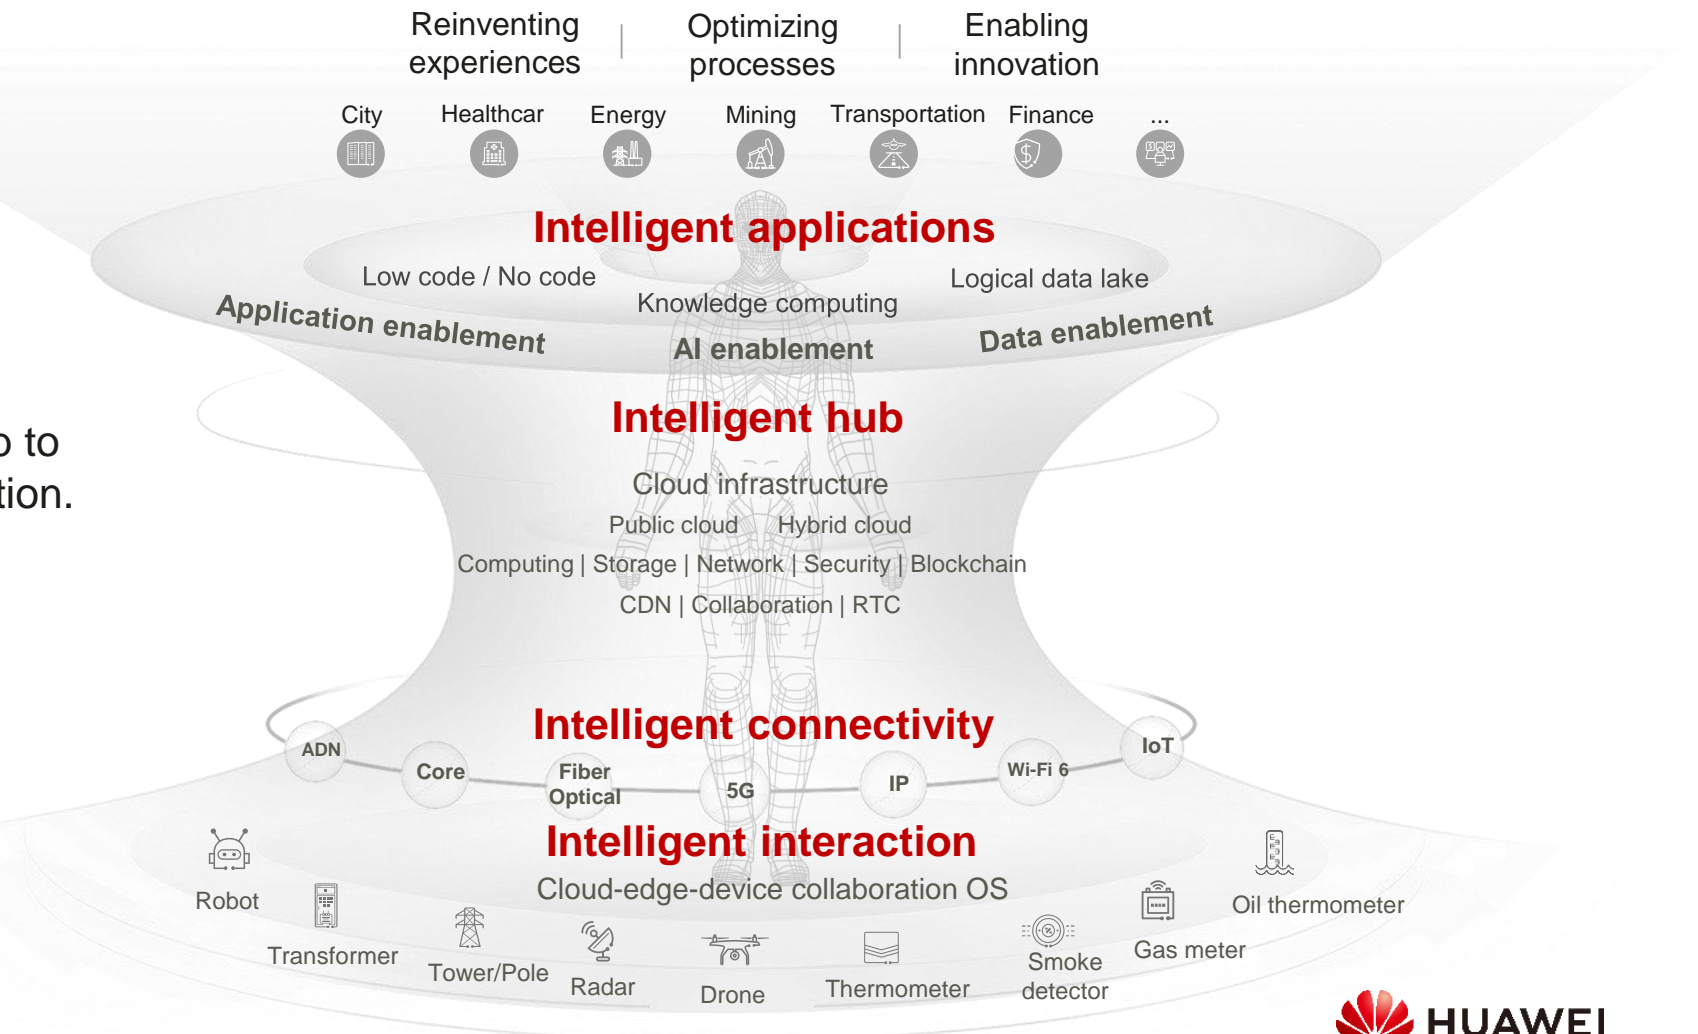 Reinventing
experiences
Optimizing
processes
Enabling
innovation
City
Healthcar
Energy
Mining
Transportation
Finance
...
Intelligent applications
Low code / No code
Knowledge computing
Logical data lake
Application enablement
AI enablement
Data enablement
Intelligent hub
o to
tion.
Cloud infrastructure
Public cloud Hybrid cloud
Computing | Storage | Network | Security | Blockchain
CDN | Collaboration | RTC
Intelligent connectivity
ADN
Core
Fiber
Optical
5G
IP
Wi-Fi 6
IoT
Intelligent interaction
Cloud-edge-device collaboration OS
Robot
Transformer
Tower/Pole
Radar
Drone
Thermometer
Smoke
detector
Gas meter
Oil thermometer
HUAWEI